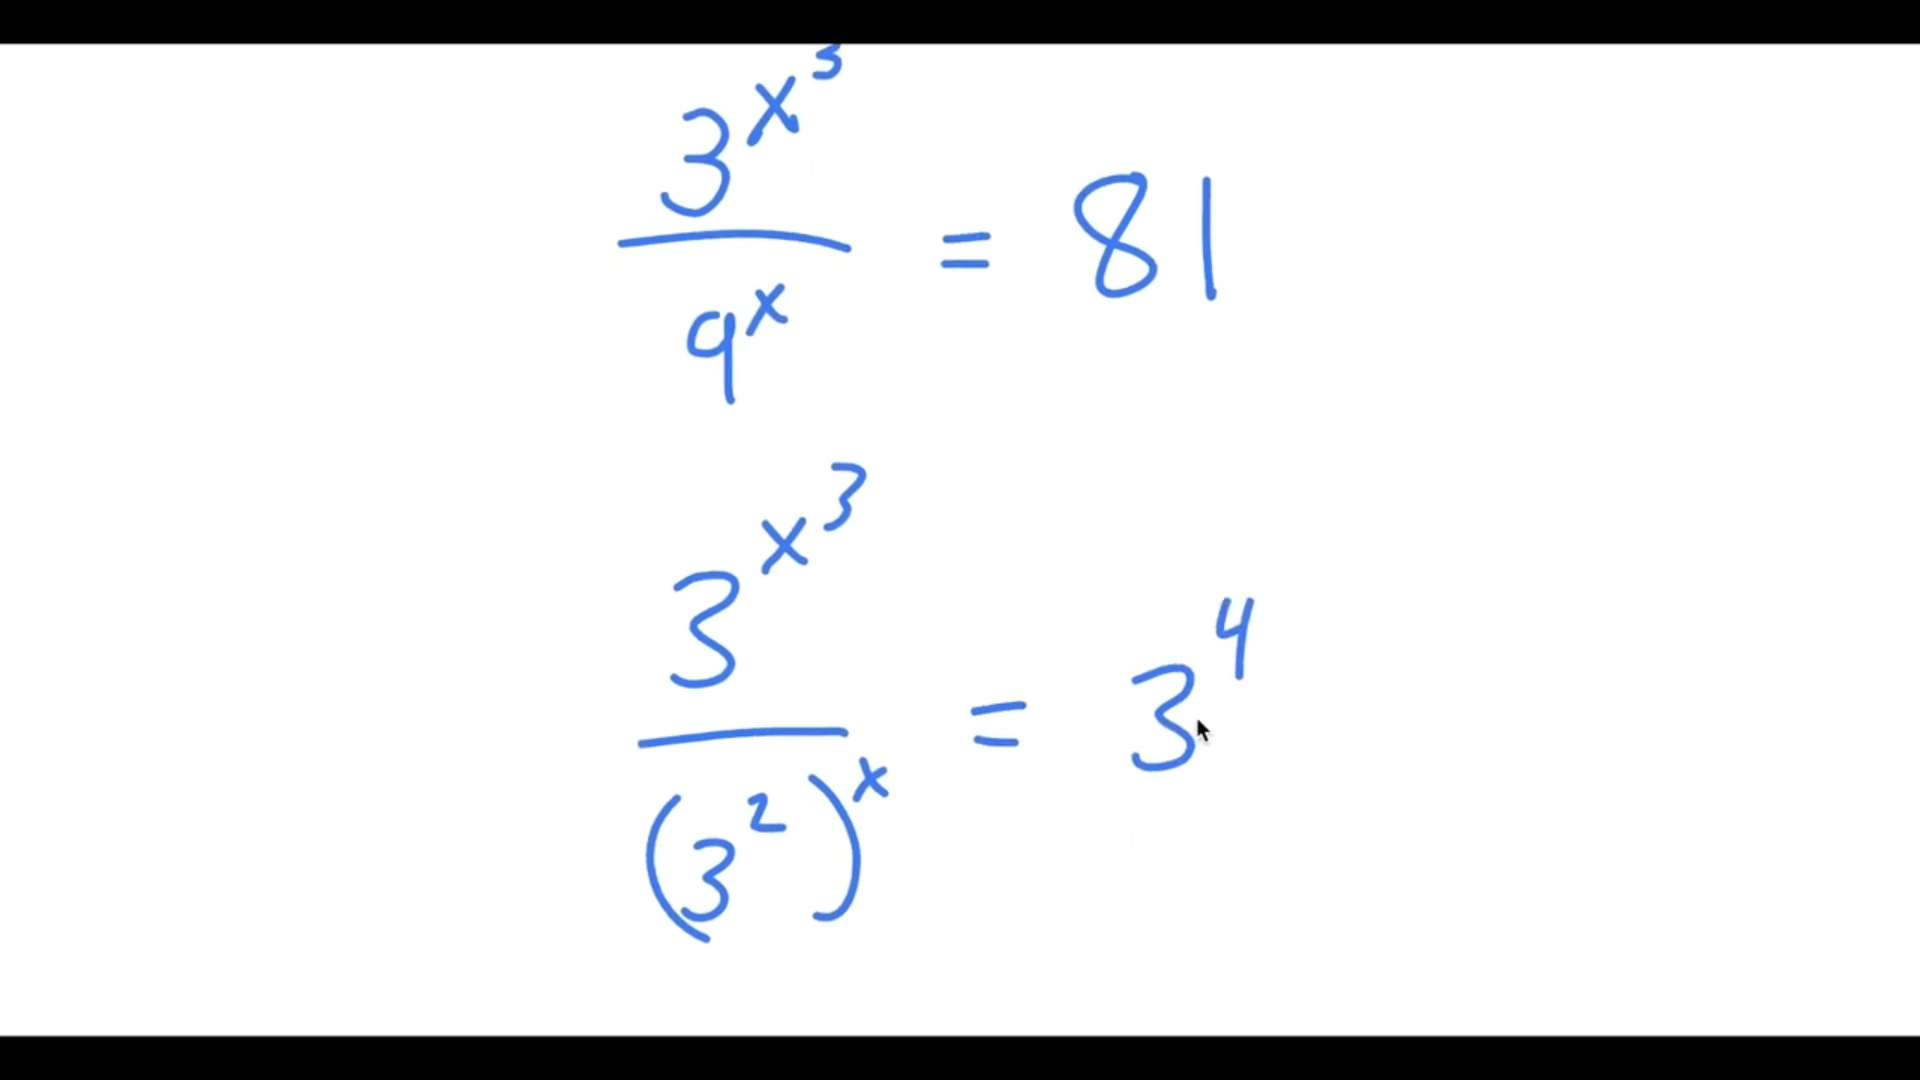 3^x^3 / 9^x = 81
3^x^3 / (3^2)^x = 3^4